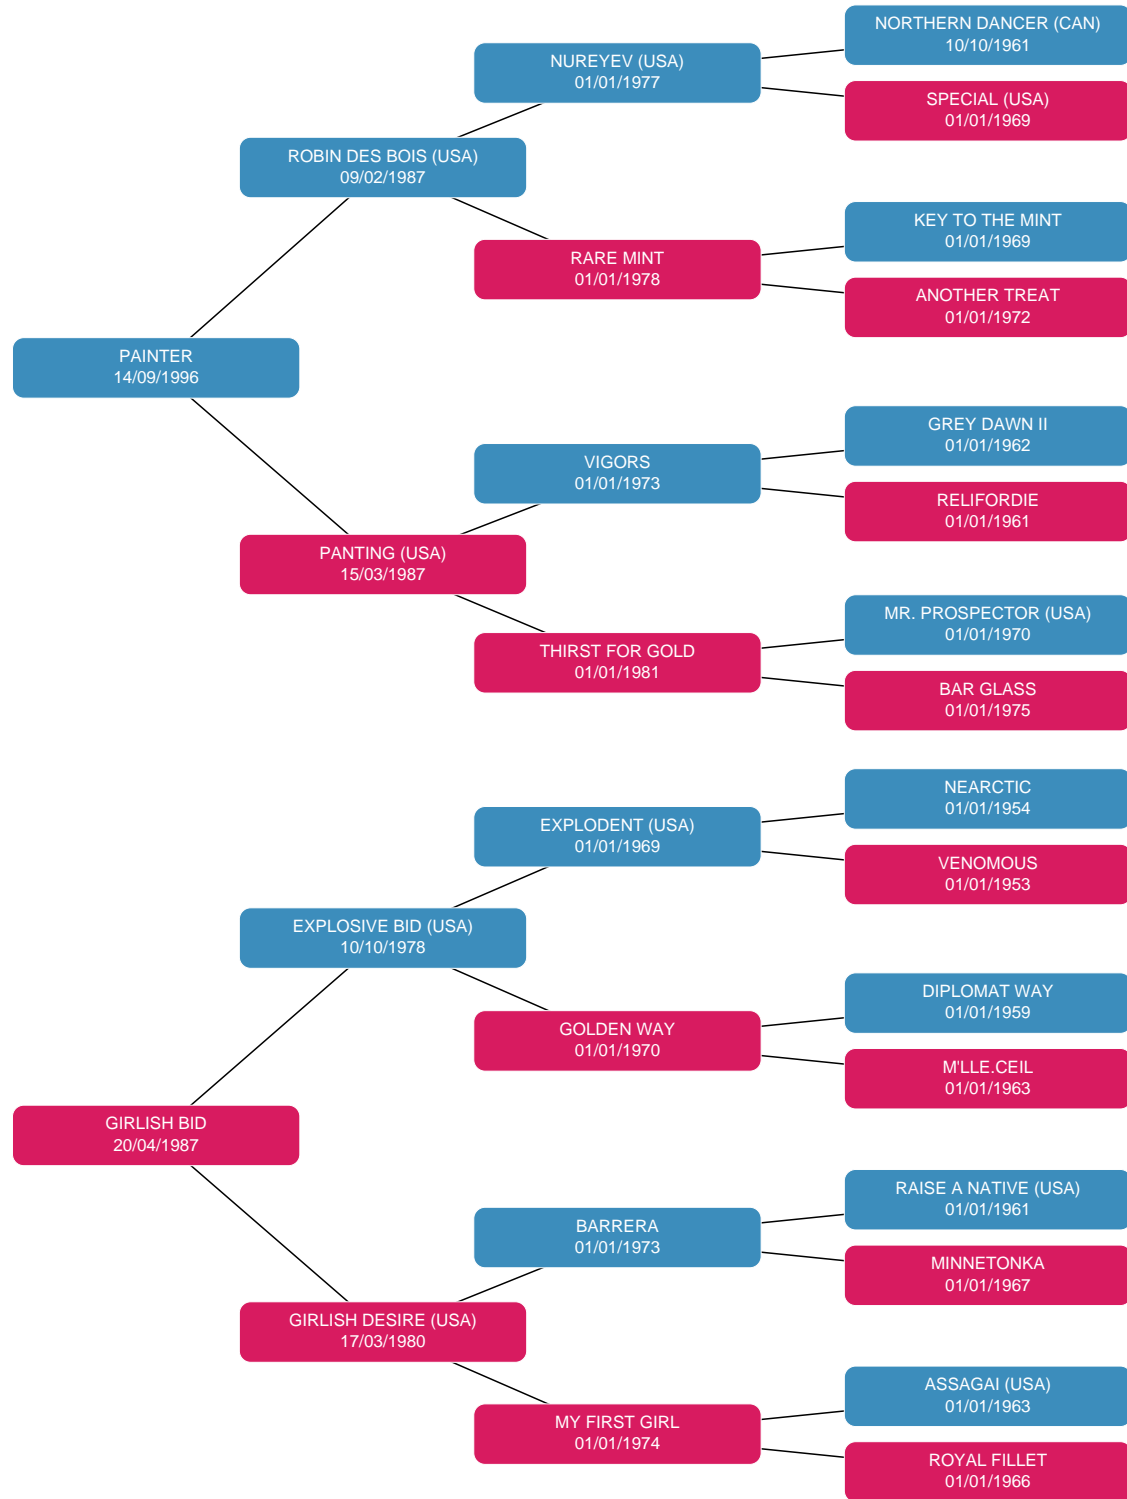 NORTHERN DANCER (CAN)
10/10/1961
NUREYEV (USA)
01/01/1977
SPECIAL (USA)
01/01/1969
ROBIN DES BOIS (USA)
09/02/1987
KEY TO THE MINT
01/01/1969
RARE MINT
01/01/1978
ANOTHER TREAT
01/01/1972
PAINTER
14/09/1996
GREY DAWN II
01/01/1962
VIGORS
01/01/1973
RELIFORDIE
01/01/1961
PANTING (USA)
15/03/1987
MR. PROSPECTOR (USA)
01/01/1970
THIRST FOR GOLD
01/01/1981
BAR GLASS
01/01/1975
NEARCTIC
01/01/1954
EXPLODENT (USA)
01/01/1969
VENOMOUS
01/01/1953
EXPLOSIVE BID (USA)
10/10/1978
DIPLOMAT WAY
01/01/1959
GOLDEN WAY
01/01/1970
M'LLE.CEIL
01/01/1963
GIRLISH BID
20/04/1987
RAISE A NATIVE (USA)
01/01/1961
BARRERA
01/01/1973
MINNETONKA
01/01/1967
GIRLISH DESIRE (USA)
17/03/1980
ASSAGAI (USA)
01/01/1963
MY FIRST GIRL
01/01/1974
ROYAL FILLET
01/01/1966